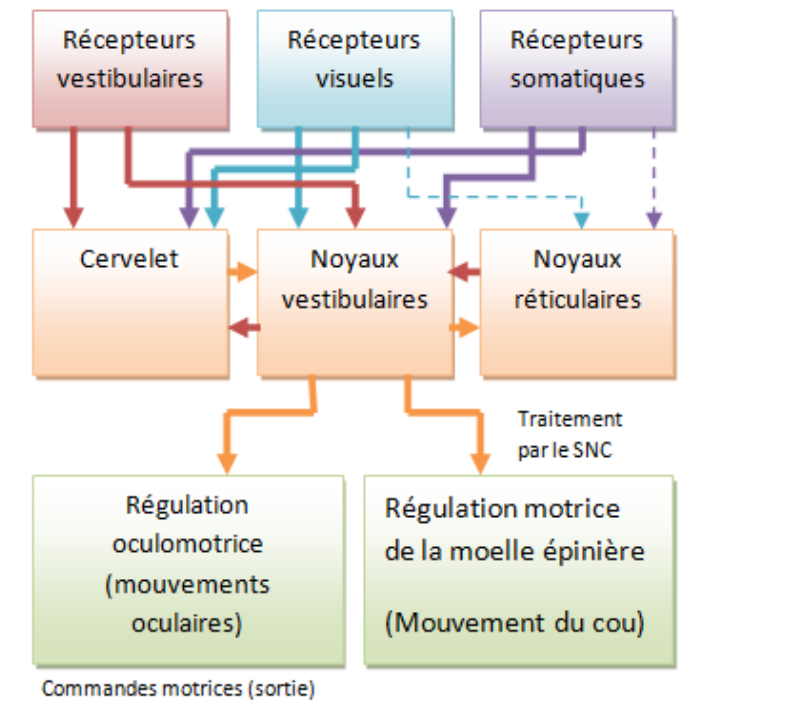 Récepteurs
vestibulaires
Récepteurs
visuels
Récepteurs
somatiques
Cervelet
Noyaux
vestibulaires
Noyaux
réticulaires
Traitement
par le SNC
Régulation
oculomotrice
(mouvements
oculaires)
Régulation motrice
de la moelle épinière
(Mouvement du cou)
Commandes motrices (sortie)